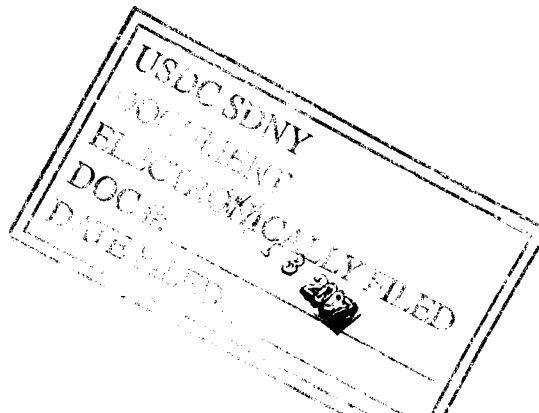 USDC SDNY
DOCUMENT
ELECTRONICALLY FILED
DOC #:
DATE FILED